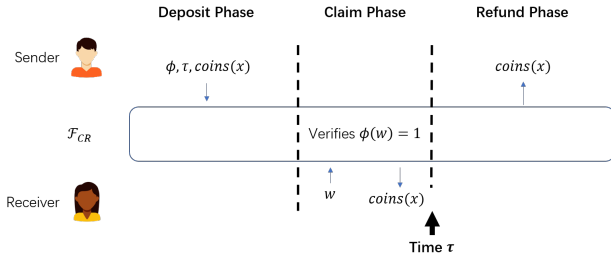 Deposit Phase
Claim Phase
Refund Phase
Sender
ϕ, τ, coins(x)
coins(x)
ℱ_CR
Verifies ϕ(w) = 1
Receiver
w
coins(x)
Time τ